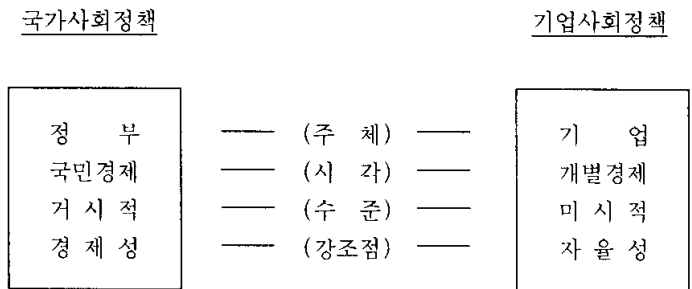 국가사회정책 기업사회정책
정 부 (주 체) 기 업
국민경제 (시 각) 개별경제
거 시 적 (수 준) 미 시 적
경 제 성 (강조점) 자 율 성